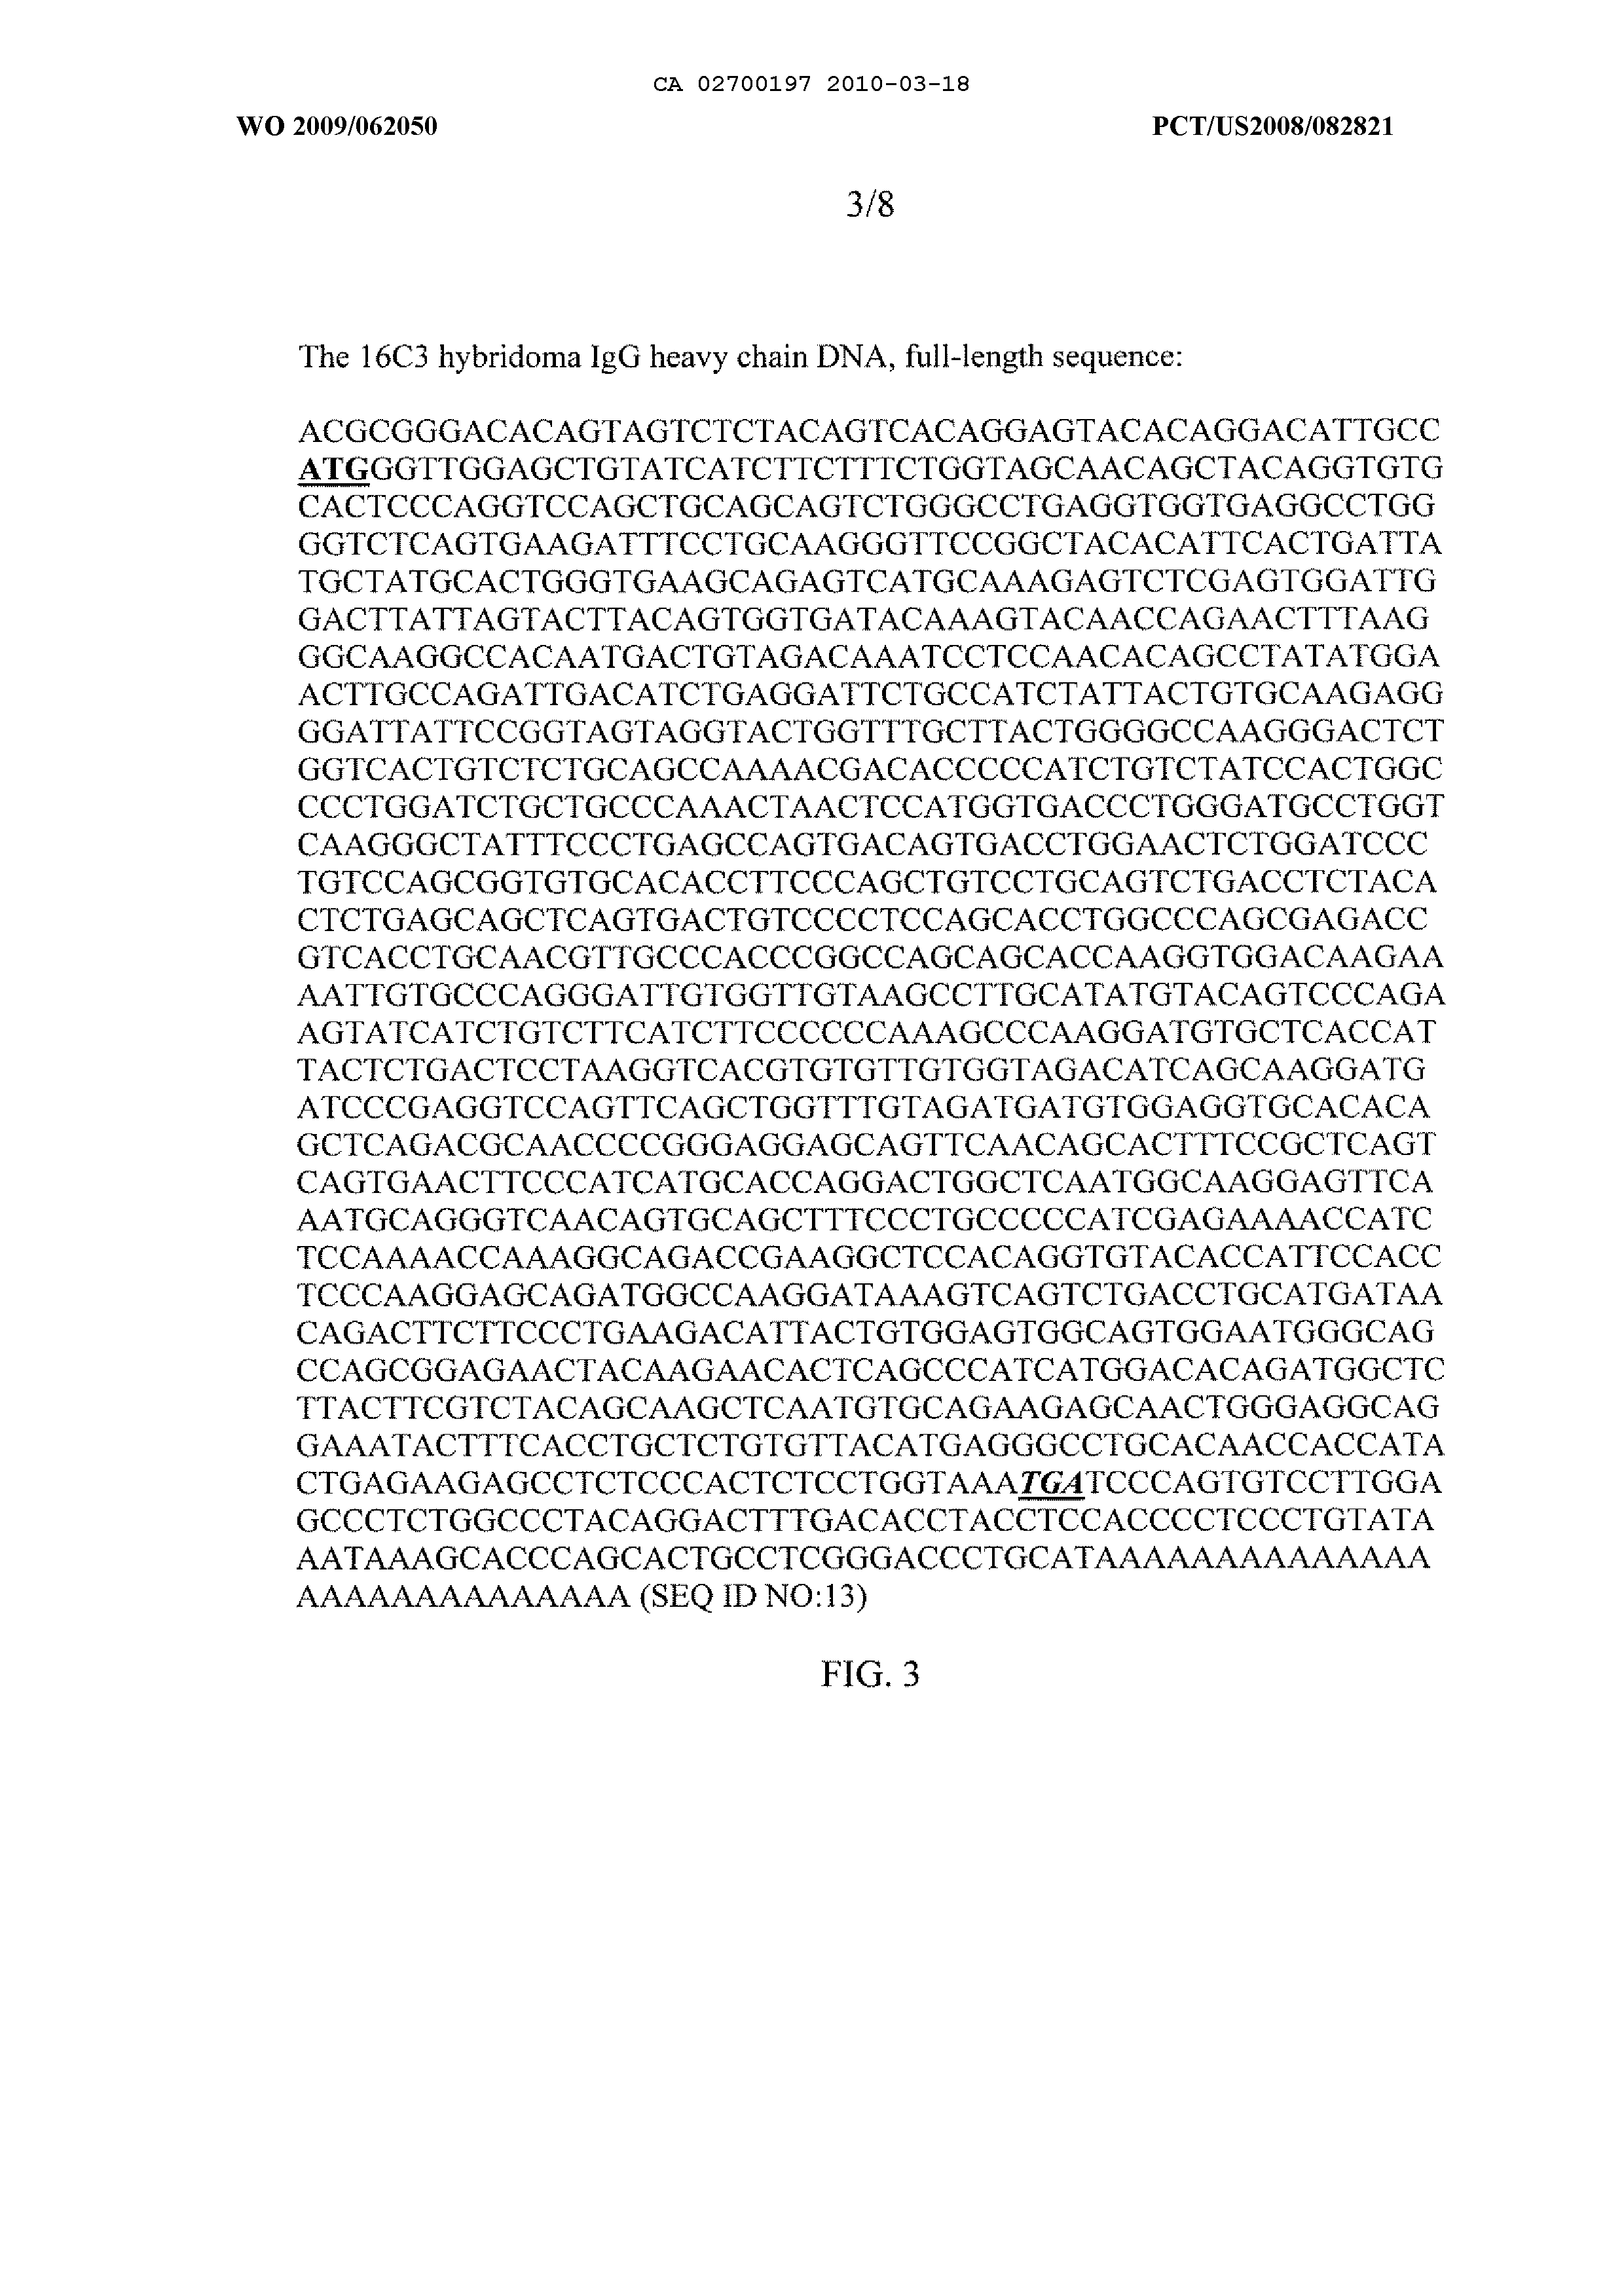 CA 02700197 2010-03-18
WO 2009/062050 PCT/US2008/082821
3/8
The 16C3 hybridoma IgG heavy chain DNA, full-length sequence:
ACGCGGGACACAGTAGTCTCTACAGTCACAGGAGTACACAGGACATTGCC
ATGGGTTGGAGCTGTATCATCTTCTTTCTGGTAGCAACAGCTACAGGTGTG
CACTCCCAGGTCCAGCTGCAGCAGTCTGGGCCTGAGGTGGTGAGGCCTGG
GGTCTCAGTGAAGATTTCCTGCAAGGGTTCCGGCTACACATTCACTGATTA
TGCTATGCACTGGGTGAAGCAGAGTCATGCAAAGAGTCTCGAGTGGATTG
GACTTATTAGTACTTACAGTGGTGATACAAAGTACAACCAGAACTTTAAG
GGCAAGGCCACAATGACTGTAGACAAATCCTCCAACACAGCCTATATGGA
ACTTGCCAGATTGACATCTGAGGATTCTGCCATCTATTACTGTGCAAGAGG
GGATTATTCCGGTAGTAGGTACTGGTTTGCTTACTGGGGCCAAGGGACTCT
GGTCACTGTCTCTGCAGCCAAAACGACACCCCCATCTGTCTATCCACTGGC
CCCTGGATCTGCTGCCCAAACTAACTCCATGGTGACCCTGGGATGCCTGGT
CAAGGGCTATTTCCCTGAGCCAGTGACAGTGACCTGGAACTCTGGATCCC
TGTCCAGCGGTGTGCACACCTTCCCAGCTGTCCTGCAGTCTGACCTCTACA
CTCTGAGCAGCTCAGTGACTGTCCCCTCCAGCACCTGGCCCAGCGAGACC
GTCACCTGCAACGTTGCCCACCCGGCCAGCAGCACCAAGGTGGACAAGAA
AATTGTGCCCAGGGATTGTGGTTGTAAGCCTTGCATATGTACAGTCCCAGA
AGTATCATCTGTCTTCATCTTCCCCCCAAAGCCCAAGGATGTGCTCACCAT
TACTCTGACTCCTAAGGTCACGTGTGTTGTGGTAGACATCAGCAAGGATG
ATCCCGAGGTCCAGTTCAGCTGGTTTGTAGATGATGTGGAGGTGCACACA
GCTCAGACGCAACCCCGGGAGGAGCAGTTCAACAGCACTTTCCGCTCAGT
CAGTGAACTTCCCATCATGCACCAGGACTGGCTCAATGGCAAGGAGTTCA
AATGCAGGGTCAACAGTGCAGCTTTCCCTGCCCCCATCGAGAAAACCATC
TCCAAAACCAAAGGCAGACCGAAGGCTCCACAGGTGTACACCATTCCACC
TCCCAAGGAGCAGATGGCCAAGGATAAAGTCAGTCTGACCTGCATGATAA
CAGACTTCTTCCCTGAAGACATTACTGTGGAGTGGCAGTGGAATGGGCAG
CCAGCGGAGAACTACAAGAACACTCAGCCCATCATGGACACAGATGGCTC
TTACTTCGTCTACAGCAAGCTCAATGTGCAGAAGAGCAACTGGGAGGCAG
GAAATACTTTCACCTGCTCTGTGTTACATGAGGGCCTGCACAACCACCATA
CTGAGAAGAGCCTCTCCCACTCTCCTGGTAAATGATCCCAGTGTCCTTGGA
GCCCTCTGGCCCTACAGGACTTTGACACCTACCTCCACCCCTCCCTGTATA
AATAAAGCACCCAGCACTGCCTCGGGACCCTGCATAAAAAAAAAAAAAA
AAAAAAAAAAAAAA (SEQ ID NO:13)
FIG. 3